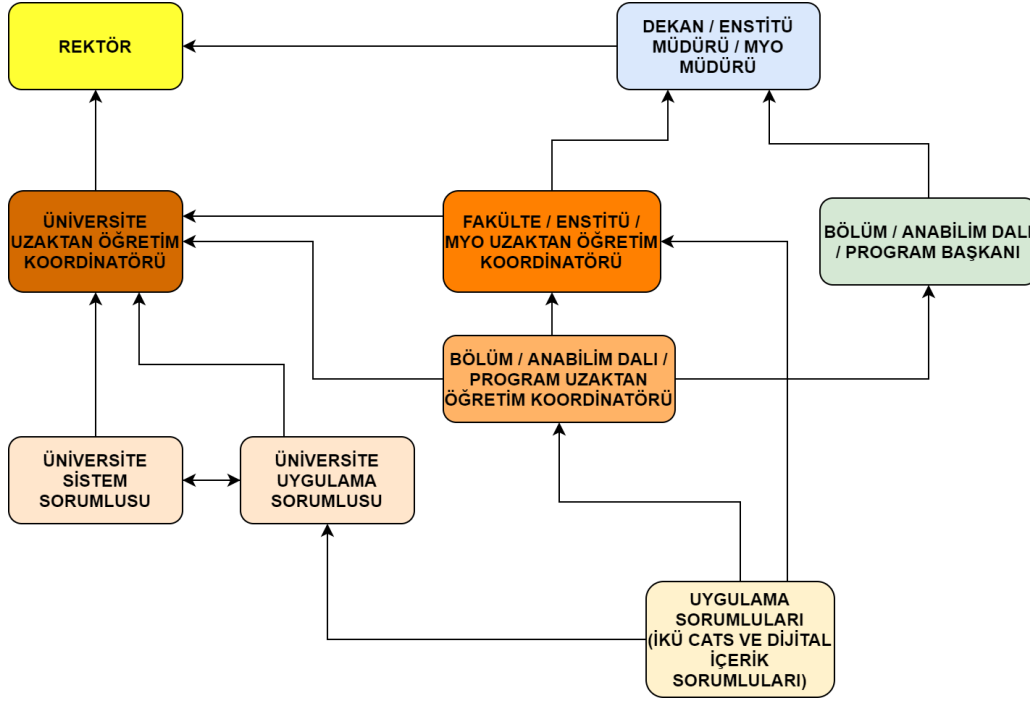 REKTÖR
DEKAN / ENSTİTÜ
MÜDÜRÜ / MYO
MÜDÜRÜ
ÜNİVERSİTE
UZAKTAN ÖĞRETİM
KOORDİNATÖRÜ
FAKÜLTE / ENSTİTÜ /
MYO UZAKTAN ÖĞRETİM
KOORDİNATÖRÜ
BÖLÜM / ANABİLİM DALI
/ PROGRAM BAŞKANI
BÖLÜM / ANABİLİM DALI /
PROGRAM UZAKTAN
ÖĞRETİM KOORDİNATÖRÜ
ÜNİVERSİTE
SİSTEM
SORUMLUSU
ÜNİVERSİTE
UYGULAMA
SORUMLUSU
UYGULAMA
SORUMLULARI
(İKÜ CATS VE DİJİTAL
İÇERİK
SORUMLULARI)